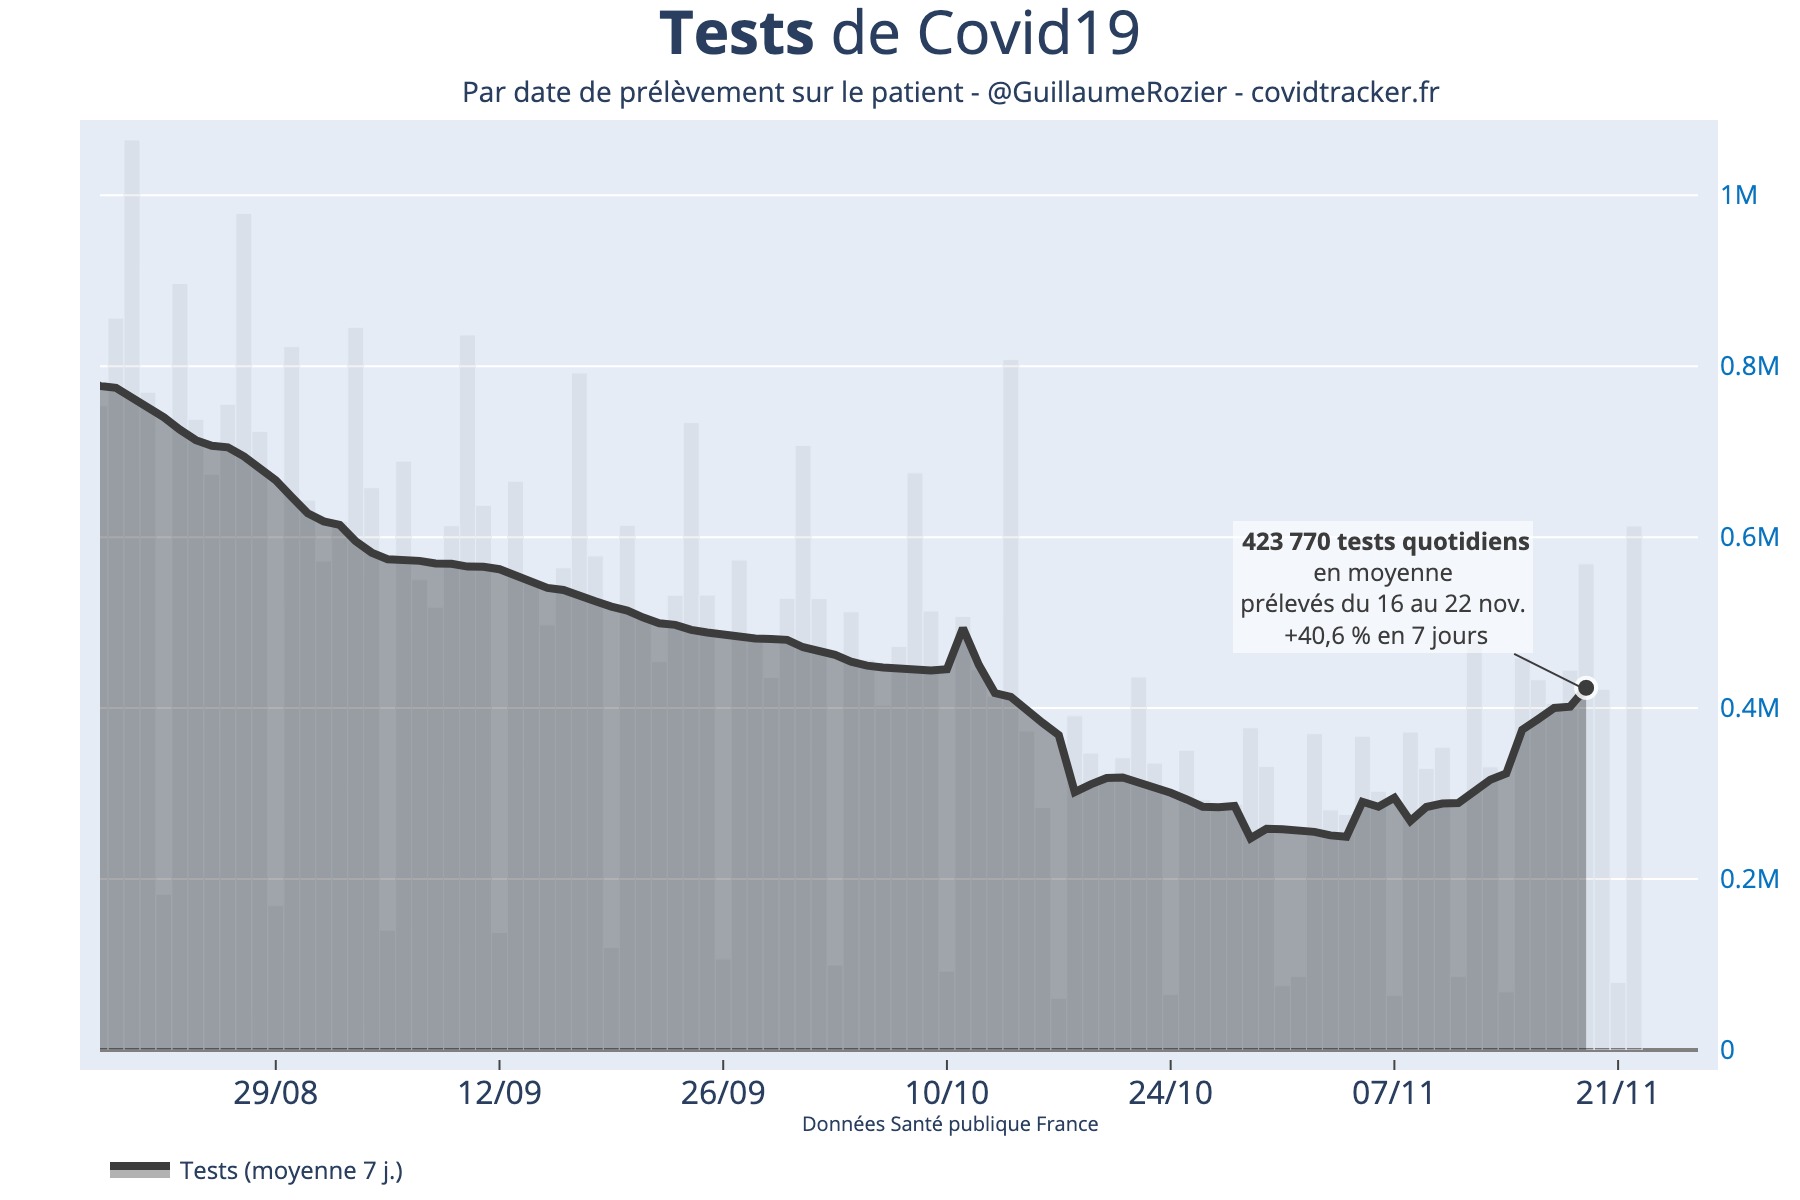 Tests de Covid19
Par date de prélèvement sur le patient - @GuillaumeRozier - covidtracker.fr
1M
0.8M
0.6M
423 770 tests quotidiens
en moyenne
prélevés du 16 au 22 nov.
+40,6 % en 7 jours
0.4M
0.2M
0
29/08 12/09 26/09 10/10 24/10 07/11 21/11
Données Santé publique France
Tests (moyenne 7 j.)